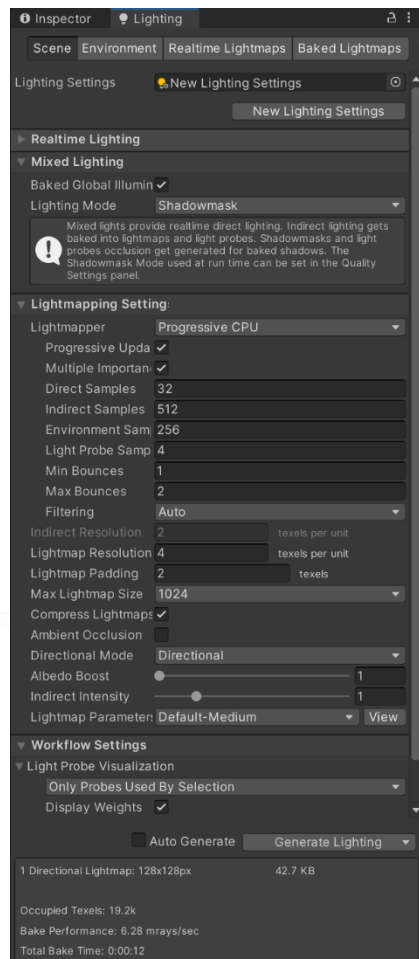 Inspector Lighting
Scene Environment Realtime Lightmaps Baked Lightmaps
Lighting Settings New Lighting Settings
New Lighting Settings
Realtime Lighting
Mixed Lighting
Baked Global Illumin
Lighting Mode Shadowmask
Mixed lights provide realtime direct lighting. Indirect lighting gets
baked into lightmaps and light probes. Shadowmasks and light
probes occlusion get generated for baked shadows. The
Shadowmask Mode used at run time can be set in the Quality
Settings panel.
Lightmapping Setting
Lightmapper Progressive CPU
Progressive Upda
Multiple Importan
Direct Samples 32
Indirect Samples 512
Environment Sam 256
Light Probe Samp 4
Min Bounces 1
Max Bounces 2
Filtering Auto
Indirect Resolution 2 texels per unit
Lightmap Resolution 4 texels per unit
Lightmap Padding 2 texels
Max Lightmap Size 1024
Compress Lightmaps
Ambient Occlusion
Directional Mode Directional
Albedo Boost 1
Indirect Intensity 1
Lightmap Parameter Default-Medium View
Workflow Settings
Light Probe Visualization
Only Probes Used By Selection
Display Weights
Auto Generate Generate Lighting
1 Directional Lightmap: 128x128px 42.7 KB
Occupied Texels: 19.2k
Bake Performance: 6.28 mrays/sec
Total Bake Time: 0:00:12